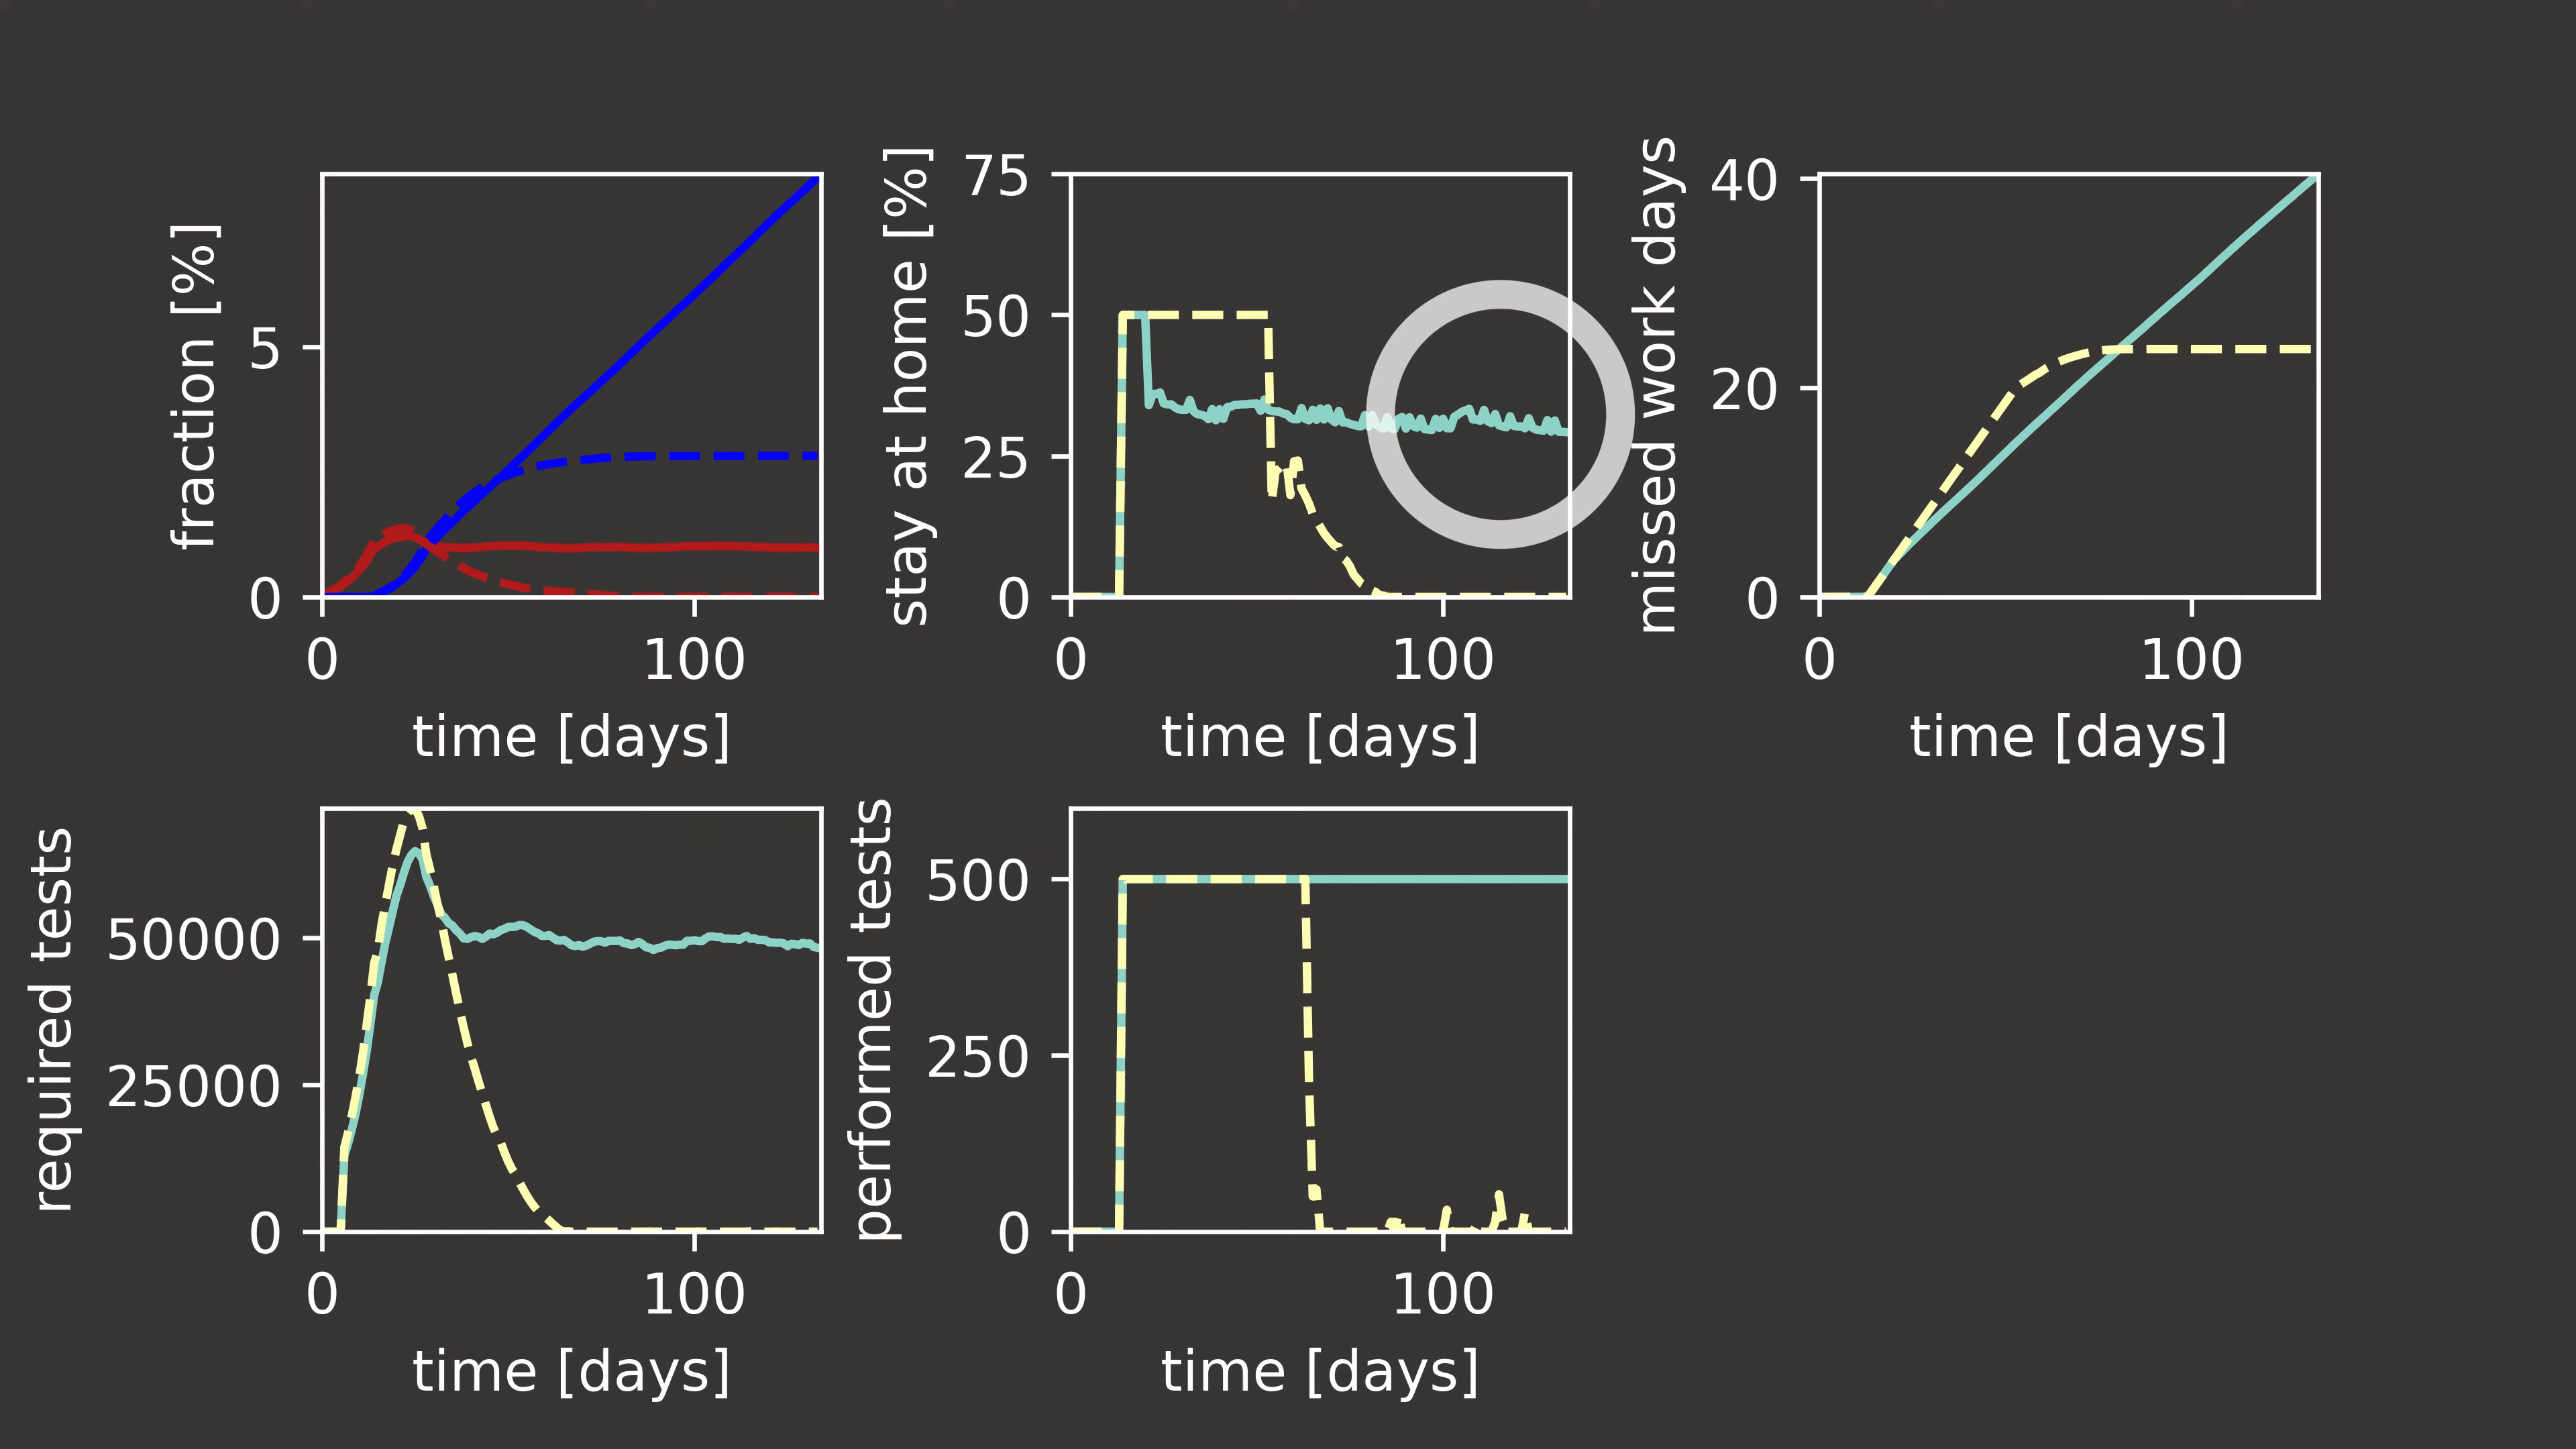 fraction [%]
5
0
0
100
time [days]
stay at home [%]
75
50
25
0
0
100
time [days]
missed work days
40
20
0
0
100
time [days]
required tests
50000
25000
0
0
100
time [days]
performed tests
500
250
0
0
100
time [days]